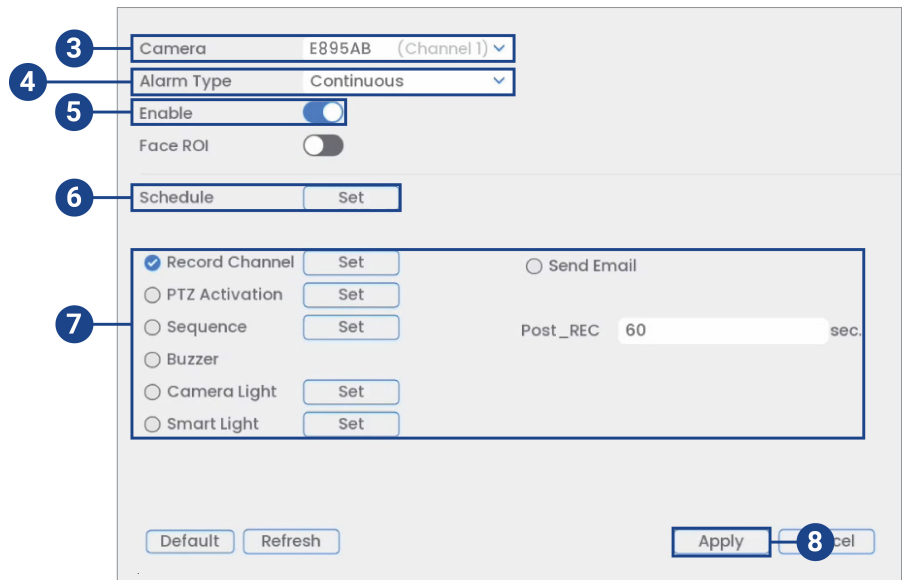 3 Camera E895AB (Channel 1)
4 Alarm Type Continuous
5 Enable
Face ROI
6 Schedule Set
7
Record Channel Set Send Email
PTZ Activation Set
Sequence Set Post_REC 60 sec.
Buzzer
Camera Light Set
Smart Light Set
Default Refresh Apply 8 cel